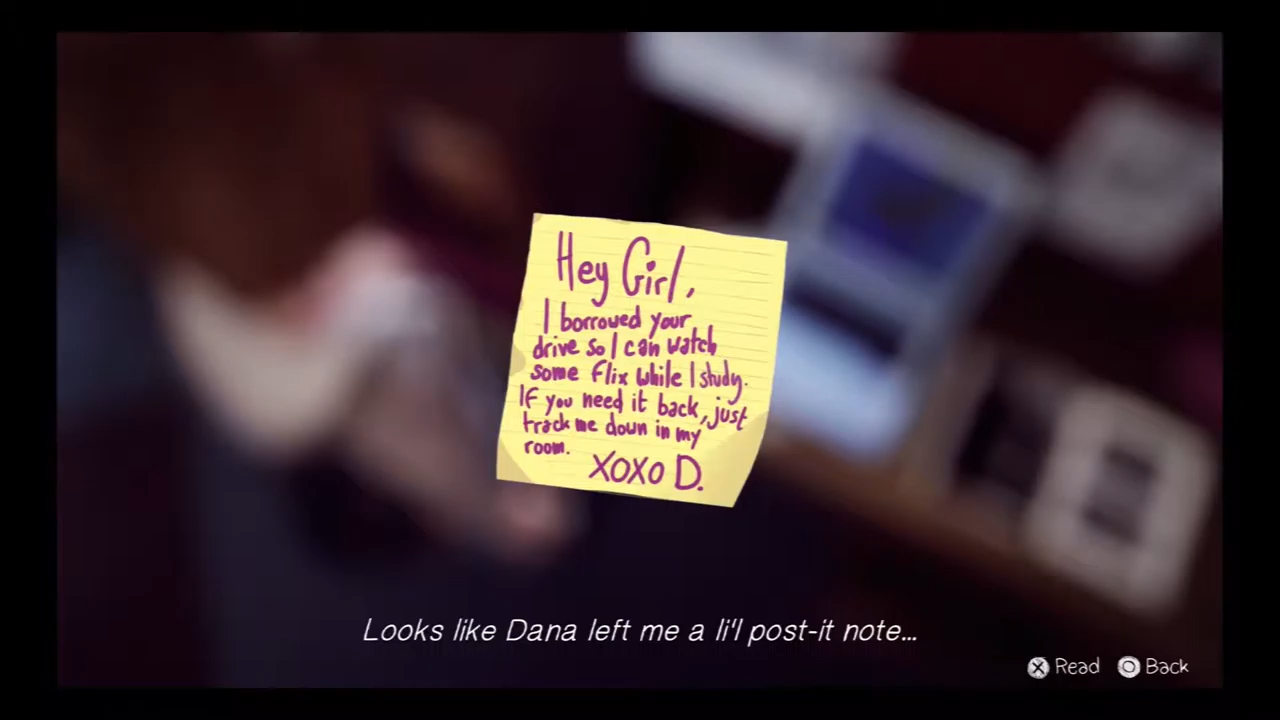 Hey Girl,
I borrowed your
drive so I can watch
some flix while I study.
If you need it back, just
track me down in my
room.
XOXO D.
Looks like Dana left me a li'l post-it note...
Read Back